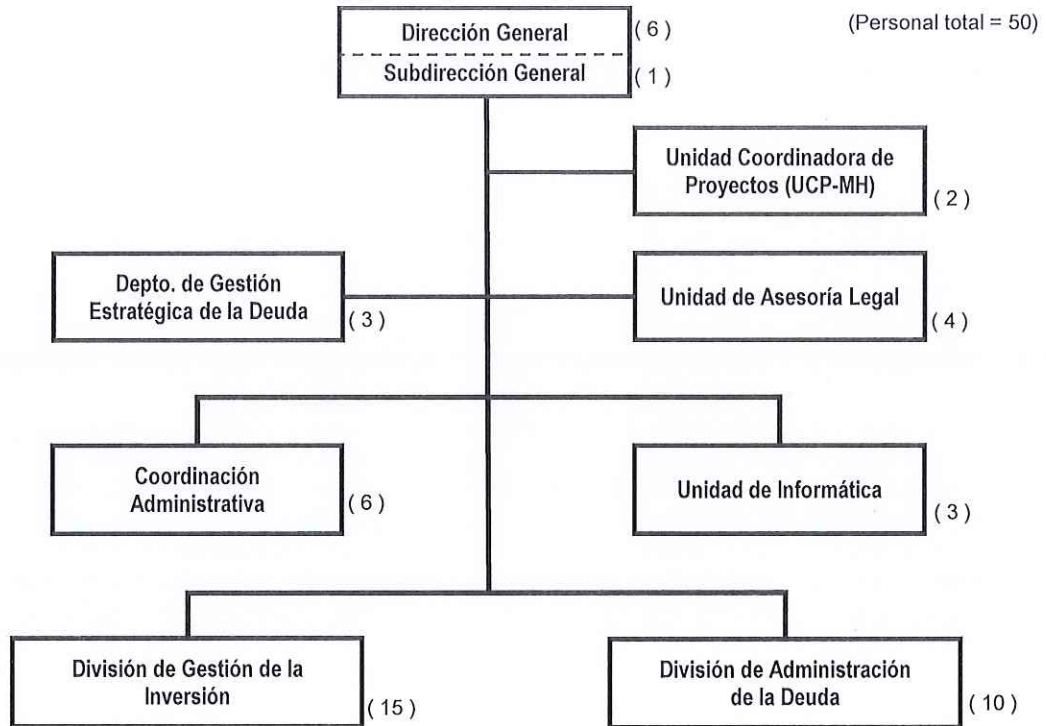 Dirección General
( 6 )
(Personal total = 50)
Subdirección General
( 1 )
Unidad Coordinadora de
Proyectos (UCP-MH)
( 2 )
Depto. de Gestión
Estratégica de la Deuda
( 3 )
Unidad de Asesoría Legal
( 4 )
Coordinación
Administrativa
( 6 )
Unidad de Informática
( 3 )
División de Gestión de la
Inversión
( 15 )
División de Administración
de la Deuda
( 10 )